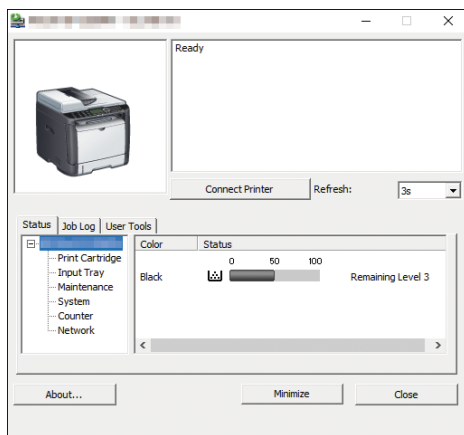 Ready
Connect Printer
Refresh:
3s
Status
Job Log
User Tools
Print Cartridge
Input Tray
Maintenance
System
Counter
Network
Color
Status
0 50 100
Black
Remaining Level 3
About...
Minimize
Close